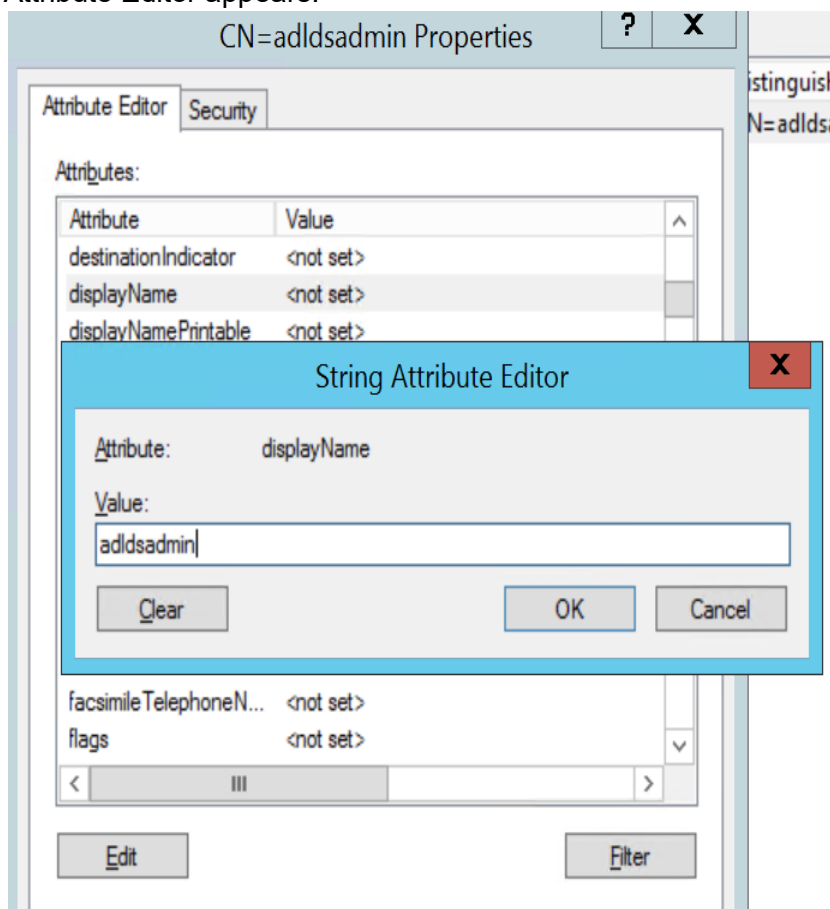 Attribute Editor appears.
CN=adldsadmin Properties ? X
Attribute Editor Security
N=adlds
Attributes:
Attribute Value
destinationIndicator <not set>
displayName <not set>
displayNamePrintable <not set>
String Attribute Editor X
Attribute: displayName
Value:
adldsadmin
Clear OK Cancel
facsimileTelephoneN... <not set>
flags <not set>
Edit Filter